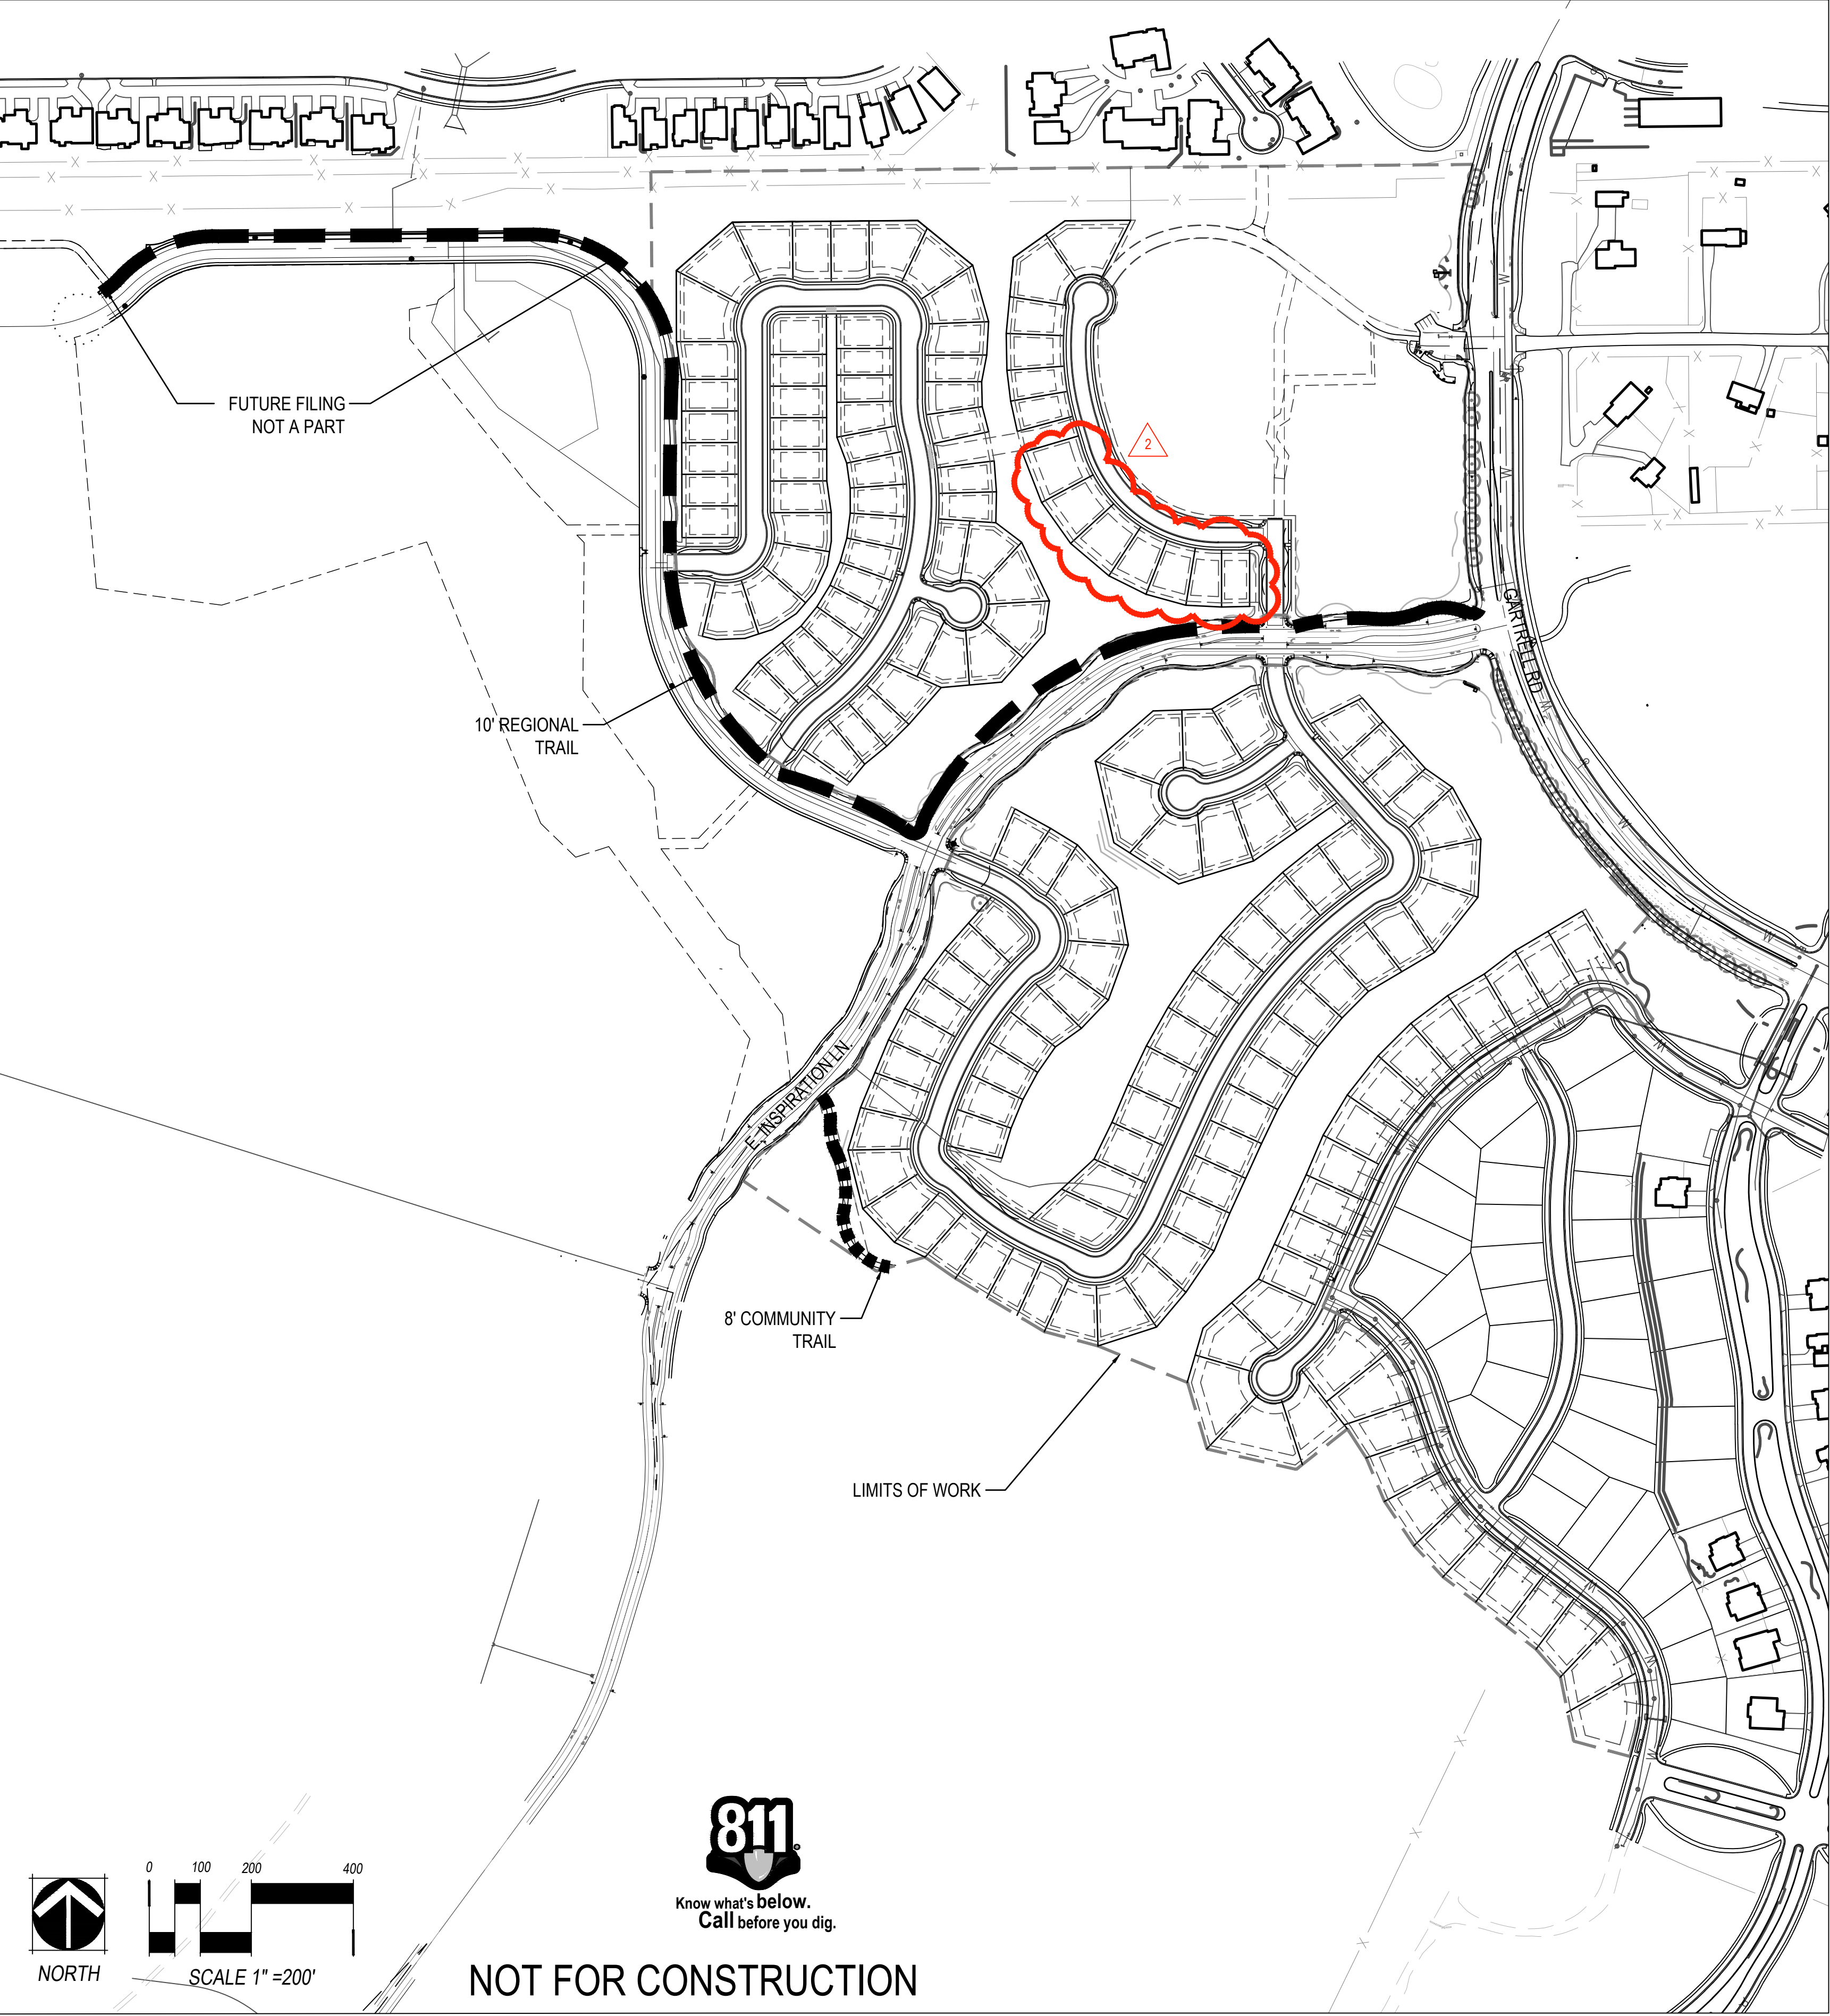 FUTURE FILING
NOT A PART
2
10' REGIONAL
TRAIL
GARTRELL RD
E. INSPIRATION LN.
8' COMMUNITY
TRAIL
LIMITS OF WORK
811
Know what's below.
Call before you dig.
0 100 200 400
NORTH
SCALE 1" =200'
NOT FOR CONSTRUCTION